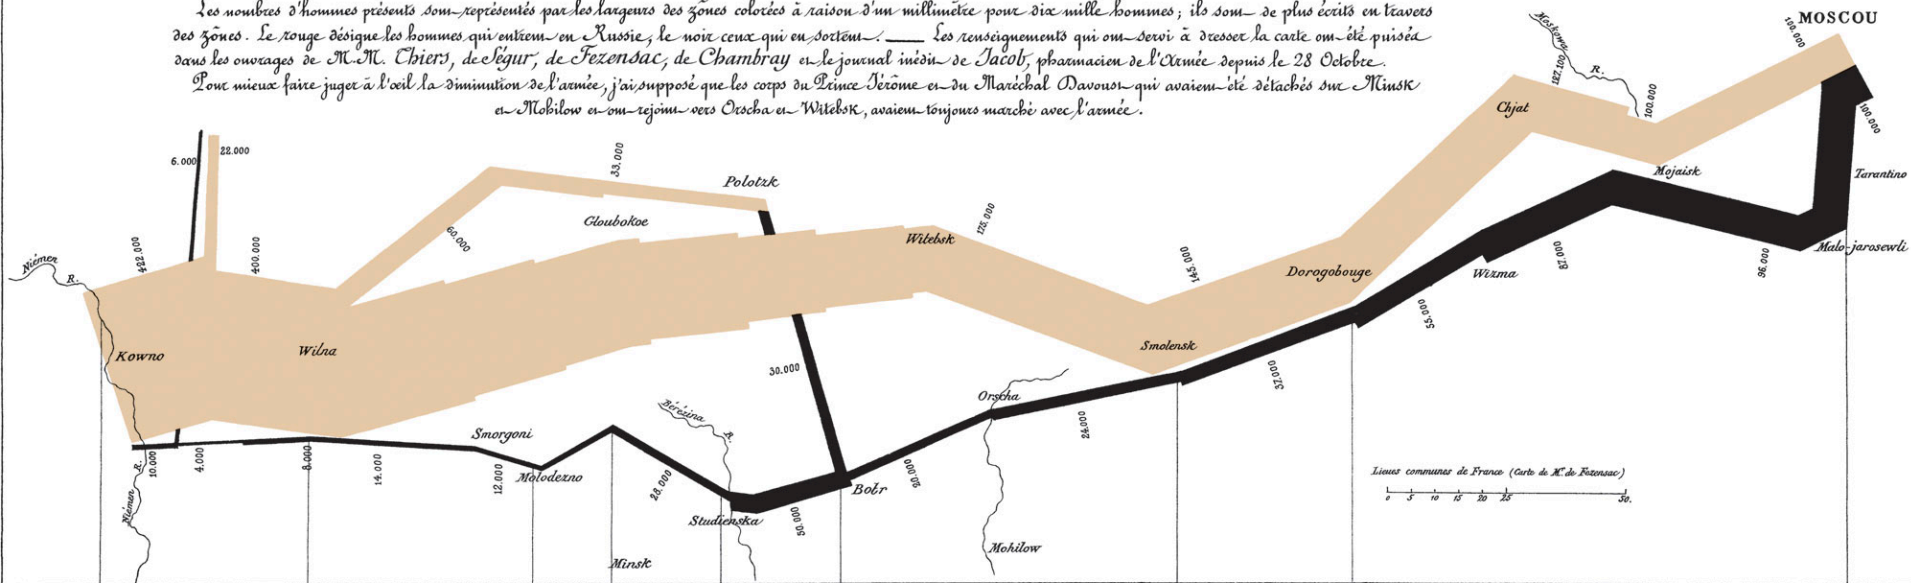 Les nombres d'hommes présents sont représentés par les largeurs des zônes colorées à raison d'un millimètre pour dix mille hommes; ils sont de plus écrits en travers
des zônes. Le rouge désigne les hommes qui entrent en Russie, le noir ceux qui en sortent. — Les renseignements qui ont servi à dresser la carte ont été puisés
dans les ouvrages de M.M. Thiers, de Ségur, de Fezensac, de Chambray et le journal inédit de Jacob, pharmacien de l'Armée depuis le 28 Octobre.
Pour mieux faire juger à l'œil la diminution de l'armée, j'ai supposé que les corps du Prince Jérôme et du Maréchal Davoust qui avaient été détachés sur Minsk
et Mohilow et ont rejoint vers Orscha et Witebsk, avaient toujours marché avec l'armée.
MOSCOU
100.000
Moskowa
R.
127.100
100.000
Chjat
100.000
Mojaisk
Tarantino
Malo-jarosewli
6.000
22.000
33.000
Polotzk
Gloubokoe
60.000
175.000
Witebsk
422.000
400.000
145.000
Dorogobouge
Wizma
87.000
96.000
Niémen
R.
55.000
Kowno
Wilna
Smolensk
30.000
37.000
Orscha
24.000
Bérézina
R.
Smorgoni
10.000
4.000
8.000
14.000
12.000
Molodezno
28.000
Botr
20.000
Lieues communes de France (Carte de M. de Fezensac)
0 5 10 15 20 25 50.
R.
Niémen
Studienska
50.000
Mohilow
Minsk